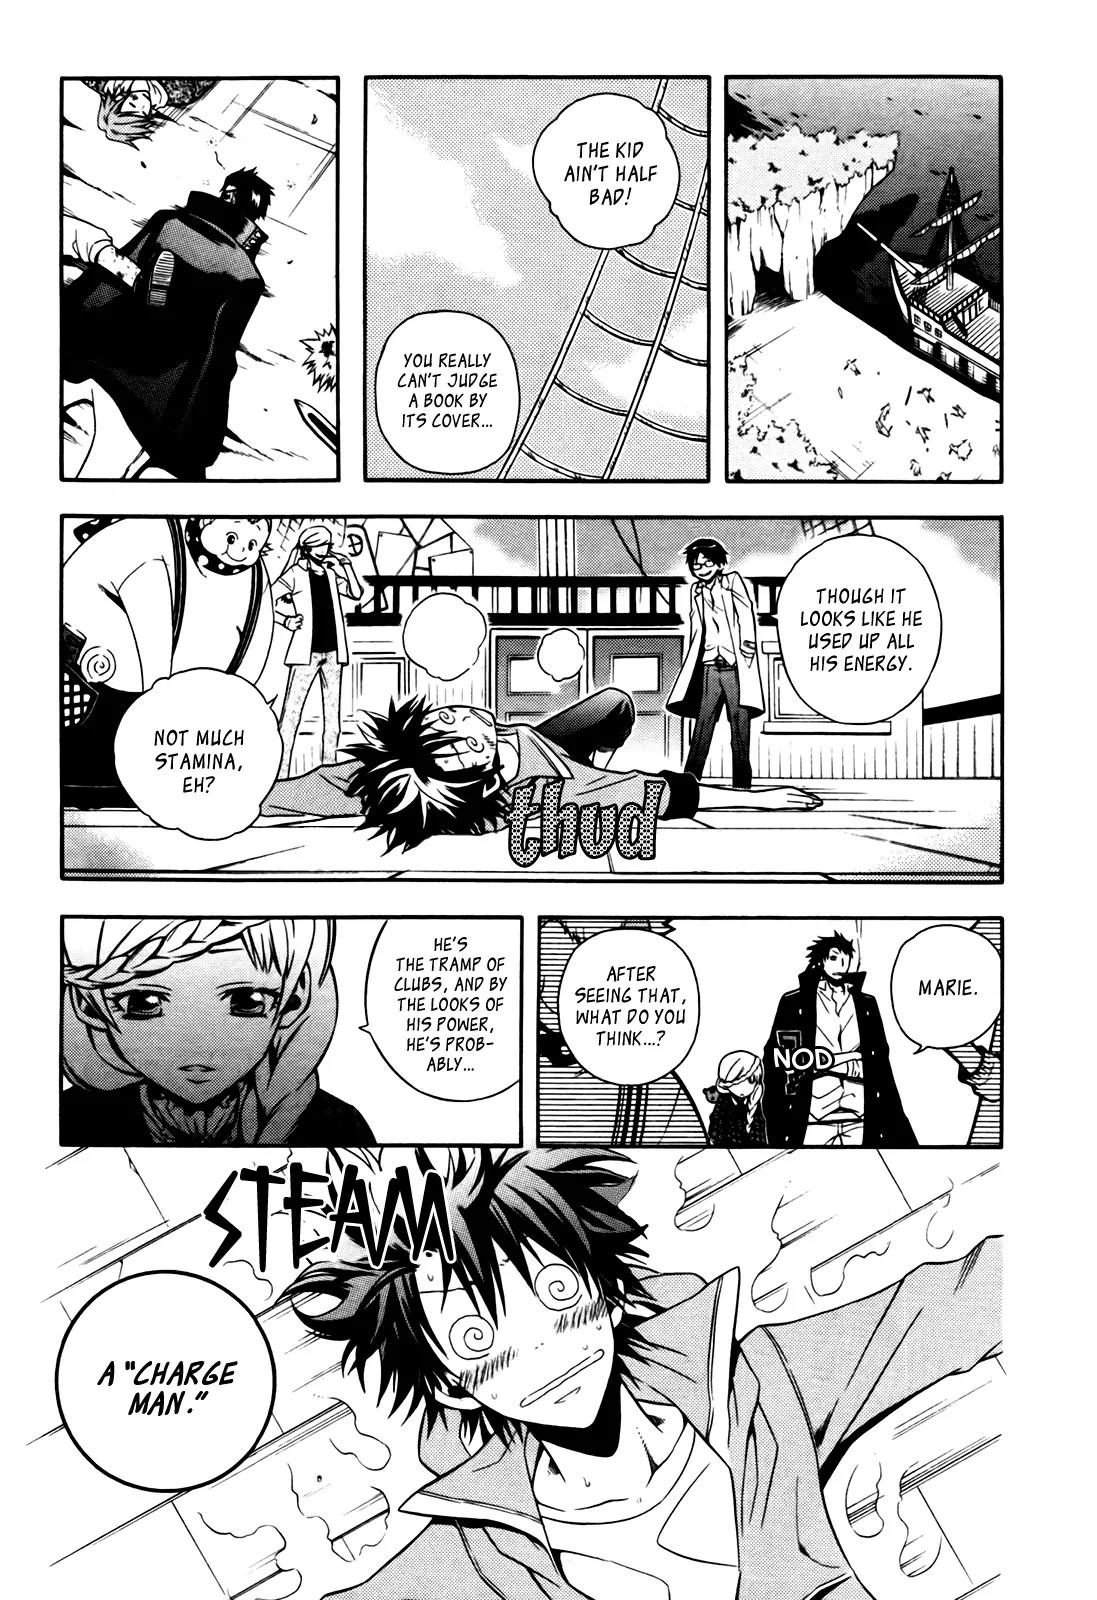 THE KID
AIN'T HALF
BAD!
YOU REALLY
CAN'T JUDGE
A BOOK BY
ITS COVER...
THOUGH IT
LOOKS LIKE HE
USED UP ALL
HIS ENERGY.
NOT MUCH
STAMINA,
EH?
thud
MARIE.
AFTER
SEEING THAT,
WHAT DO YOU
THINK...?
NOD
HE'S
THE TRAMP OF
CLUBS, AND BY
THE LOOKS OF
HIS POWER,
HE'S PROB-
ABLY...
STEAM
A "CHARGE
MAN."